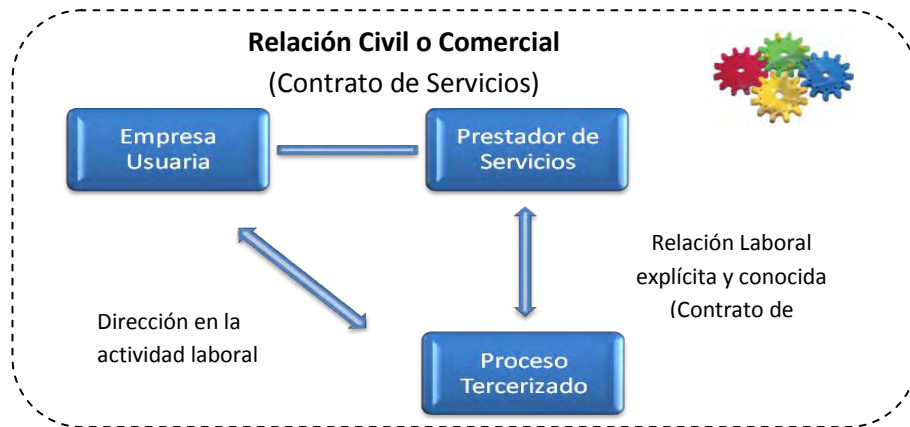 Relación Civil o Comercial
(Contrato de Servicios)
Empresa
Usuaria
Prestador de
Servicios
Relación Laboral
explícita y conocida
(Contrato de
Dirección en la
actividad laboral
Proceso
Tercerizado